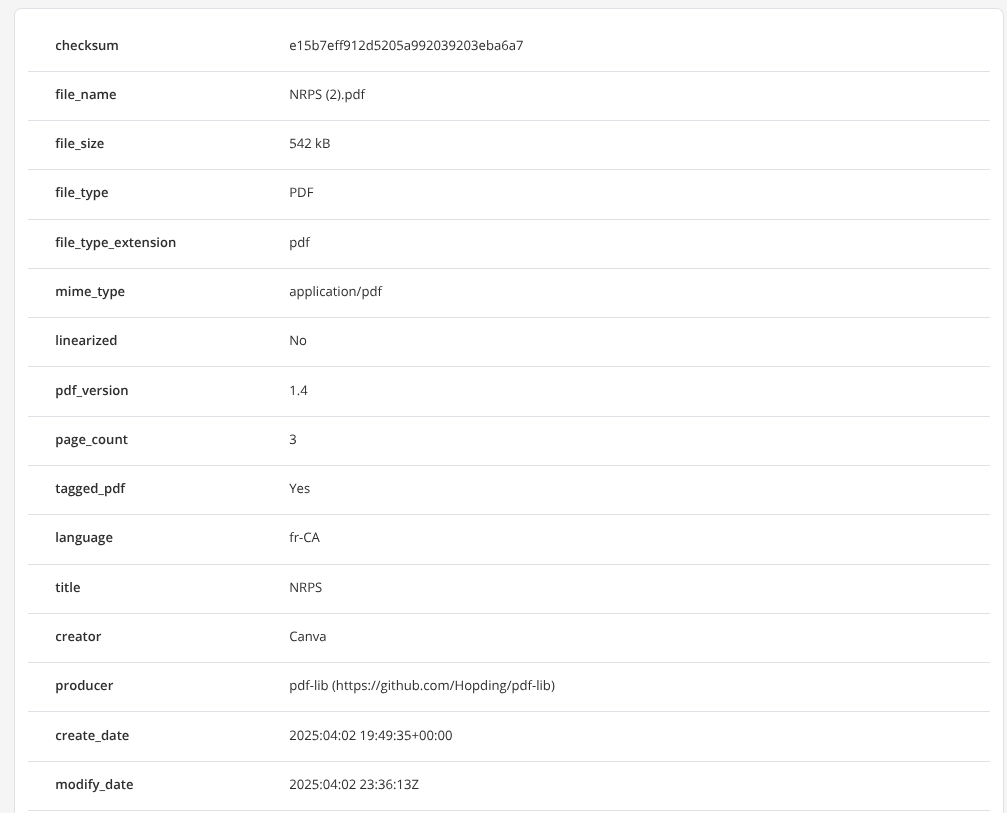 checksum e15b7eff912d5205a992039203eba6a7
file_name NRPS (2).pdf
file_size 542 kB
file_type PDF
file_type_extension pdf
mime_type application/pdf
linearized No
pdf_version 1.4
page_count 3
tagged_pdf Yes
language fr-CA
title NRPS
creator Canva
producer pdf-lib (https://github.com/Hopding/pdf-lib)
create_date 2025:04:02 19:49:35+00:00
modify_date 2025:04:02 23:36:13Z